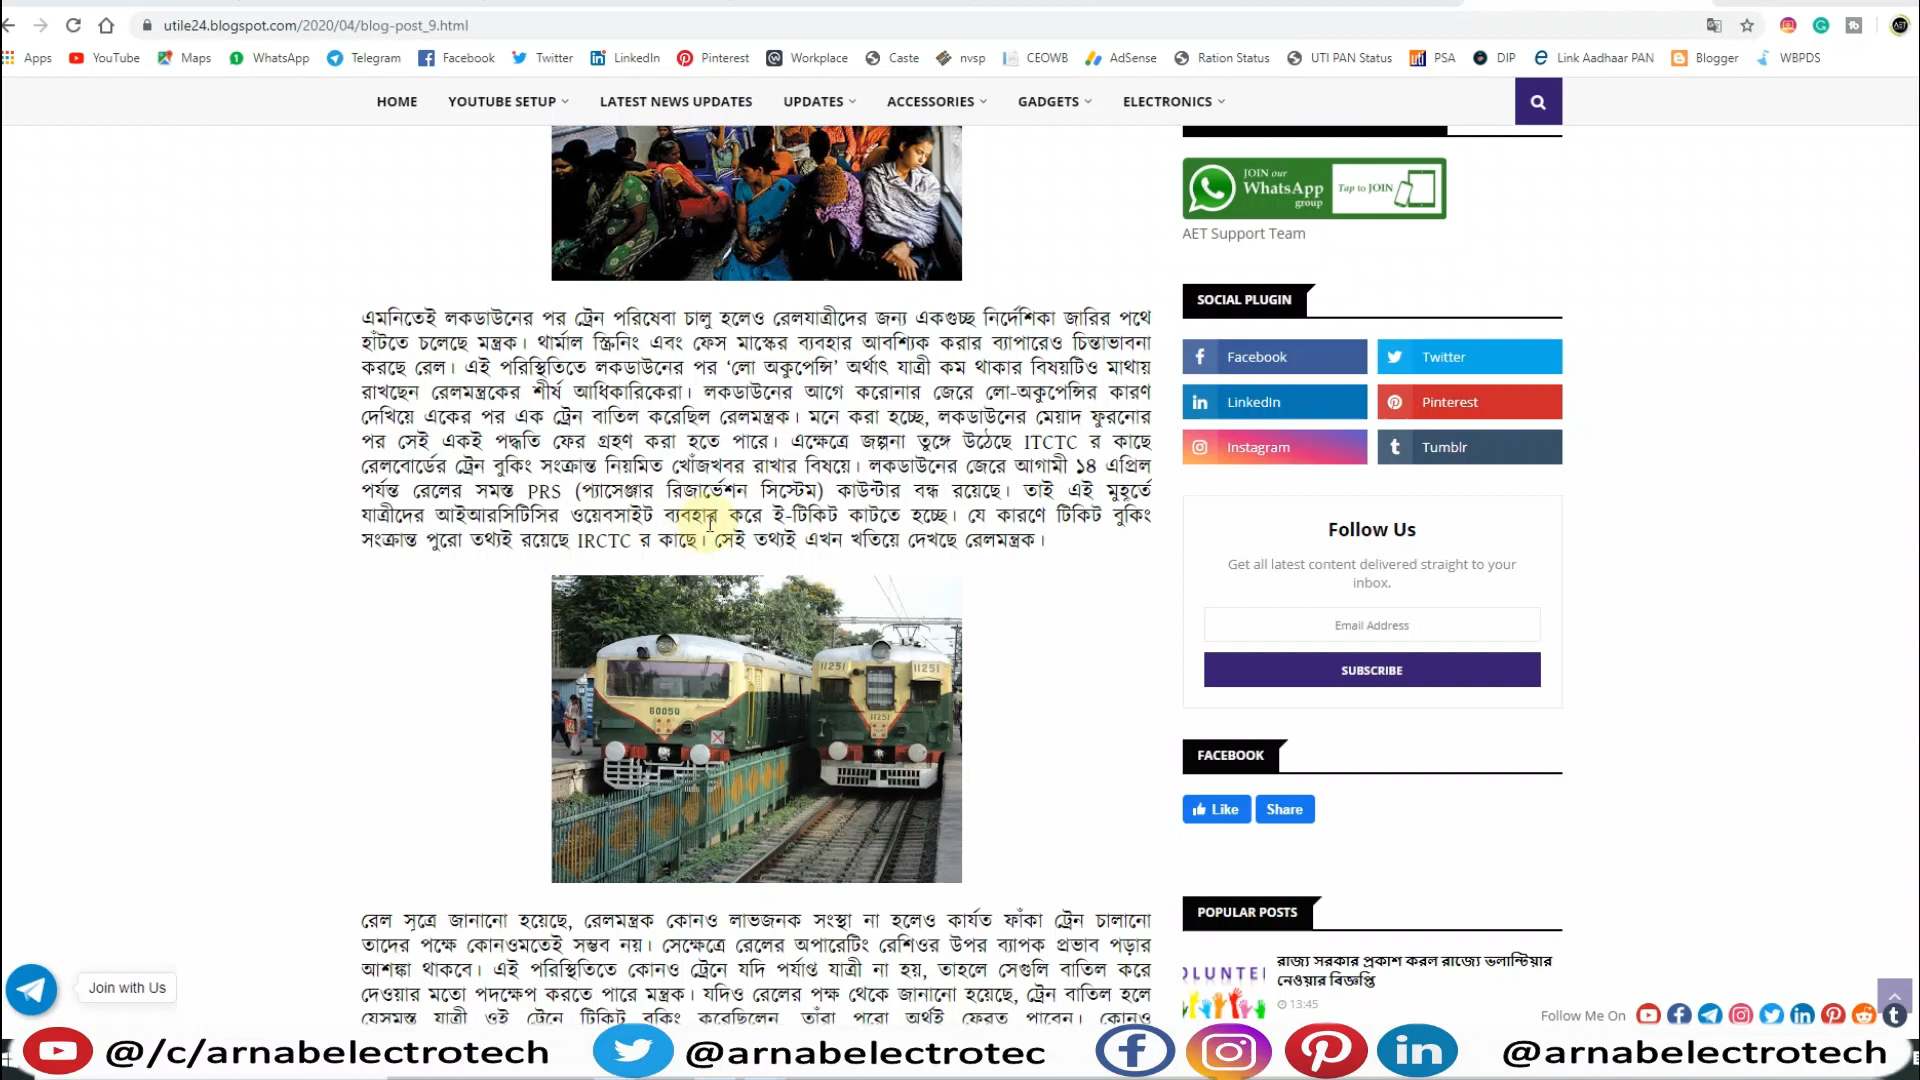 utile24.blogspot.com/2020/04/blog-post_9.html
Apps YouTube Maps WhatsApp Telegram Facebook Twitter LinkedIn Pinterest Workplace Caste nvsp CEOWB AdSense Ration Status UTI PAN Status PSA DIP Link Aadhaar PAN Blogger WBPDS
HOME YOUTUBE SETUP LATEST NEWS UPDATES UPDATES ACCESSORIES GADGETS ELECTRONICS
এমনিতেই লকডাউনের পর ট্রেন পরিষেবা চালু হলেও রেলযাত্রীদের জন্য একগুচ্ছ নির্দেশিকা জারির পথে
হাঁটতে চলেছে মন্ত্রক। থার্মাল স্ক্রিনিং এবং ফেস মাস্কের ব্যবহার আবশ্যিক করার ব্যাপারেও চিন্তাভাবনা
করছে রেল। এই পরিস্থিতিতে লকডাউনের পর ‘লো অকুপেন্সি’ অর্থাৎ যাত্রী কম থাকার বিষয়টিও মাথায়
রাখছেন রেলমন্ত্রকের শীর্ষ আধিকারিকেরা। লকডাউনের আগে করোনার জেরে লো-অকুপেন্সির কারণ
দেখিয়ে একের পর এক ট্রেন বাতিল করেছিল রেলমন্ত্রক। মনে করা হচ্ছে, লকডাউনের মেয়াদ ফুরনোর
পর সেই একই পদ্ধতি ফের গ্রহণ করা হতে পারে। এক্ষেত্রে জল্পনা তুঙ্গে উঠেছে ITCTC র কাছে
রেলবোর্ডের ট্রেন বুকিং সংক্রান্ত নিয়মিত খোঁজখবর রাখার বিষয়ে। লকডাউনের জেরে আগামী ১৪ এপ্রিল
পর্যন্ত রেলের সমস্ত PRS (প্যাসেঞ্জার রিজার্ভেশন সিস্টেম) কাউন্টার বন্ধ রয়েছে। তাই এই মুহূর্তে
যাত্রীদের আইআরসিটিসির ওয়েবসাইট ব্যবহার করে ই-টিকিট কাটতে হচ্ছে। যে কারণে টিকিট বুকিং
সংক্রান্ত পুরো তথ্যই রয়েছে IRCTC র কাছে। সেই তথ্যই এখন খতিয়ে দেখছে রেলমন্ত্রক।
60050
11251 11251
11251
রেল সূত্রে জানানো হয়েছে, রেলমন্ত্রক কোনও লাভজনক সংস্থা না হলেও কার্যত ফাঁকা ট্রেন চালানো
তাদের পক্ষে কোনওমতেই সম্ভব নয়। সেক্ষেত্রে রেলের অপারেটিং রেশিওর উপর ব্যাপক প্রভাব পড়ার
আশঙ্কা থাকবে। এই পরিস্থিতিতে কোনও ট্রেনে যদি পর্যাপ্ত যাত্রী না হয়, তাহলে সেগুলি বাতিল করে
দেওয়ার মতো পদক্ষেপ করতে পারে মন্ত্রক। যদিও রেলের পক্ষ থেকে জানানো হয়েছে, ট্রেন বাতিল হলে
যেসমস্ত যাত্রী ওই ট্রেনে টিকিট বুকিং করেছিলেন, তাঁরা পুরো অর্থই ফেরত পাবেন। কোনও
JOIN our
WhatsApp
group
Tap to JOIN
AET Support Team
SOCIAL PLUGIN
Facebook Twitter
LinkedIn Pinterest
Instagram Tumblr
Follow Us
Get all latest content delivered straight to your
inbox.
Email Address
SUBSCRIBE
FACEBOOK
Like Share
POPULAR POSTS
OLUNTE
রাজ্য সরকার প্রকাশ করল রাজ্যে ভলান্টিয়ার
নেওয়ার বিজ্ঞপ্তি
13:45
Join with Us
Follow Me On
@/c/arnabelectrotech @arnabelectrotec @arnabelectrotech